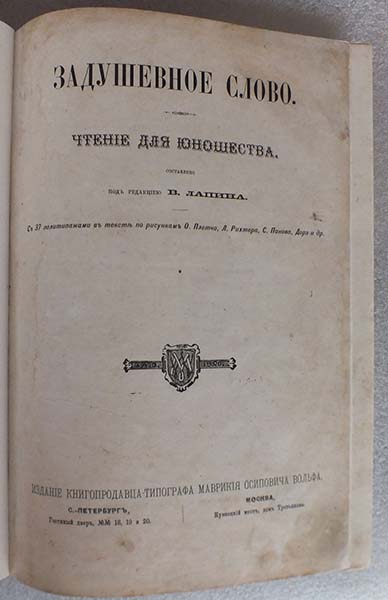 ЗАДУШЕВНОЕ СЛОВО.
ЧТЕНІЕ ДЛЯ ЮНОШЕСТВА,
СОСТАВЛЕНО
ПОДЪ РЕДАКЦІЕЮ В. ЛАПИНА.
Съ 37 политипажами въ текстѣ по рисункамъ О. Плетча, Л. Рихтера, С. Панова, Доре и др.
ИЗДАНІЕ КНИГОПРОДАВЦА-ТИПОГРАФА МАВРИКІЯ ОСИПОВИЧА ВОЛЬФА.
С.-ПЕТЕРБУРГЪ, МОСКВА,
Гостиный дворъ, №№ 18, 19 и 20. Кузнецкій мостъ, домъ Третьякова.